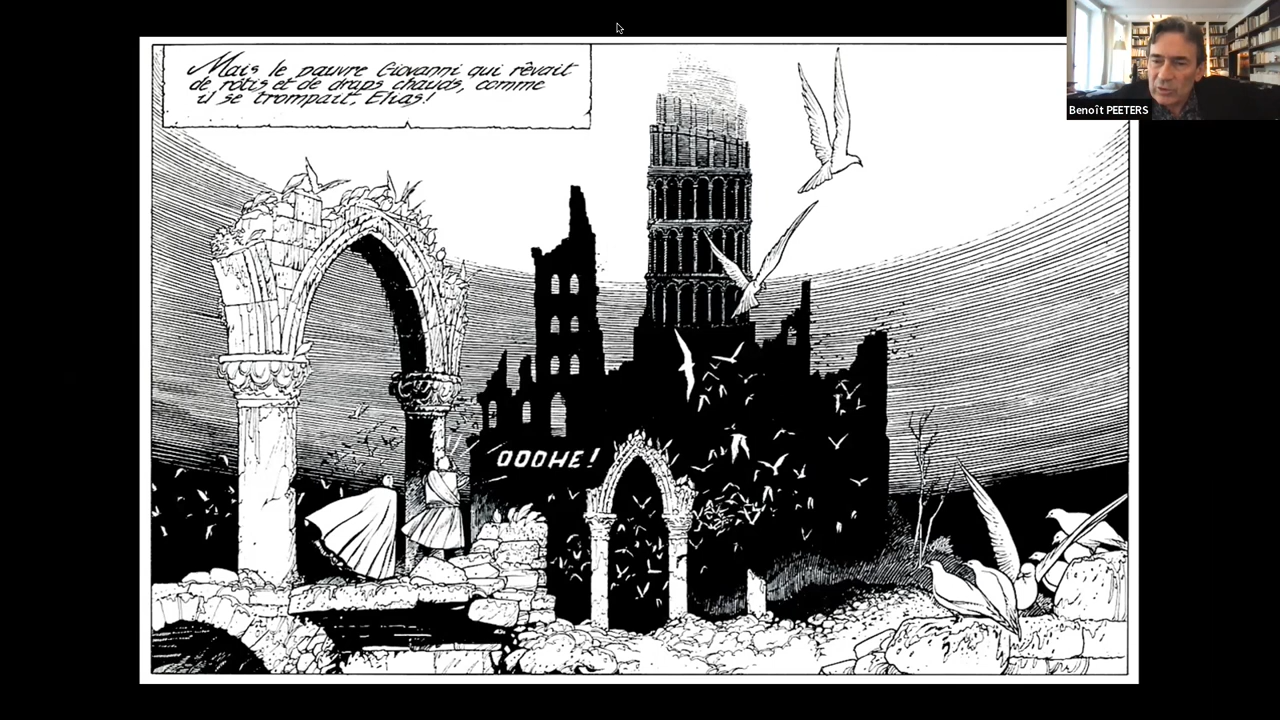 Mais le pauvre Giovanni qui rêvait
de rôtis et de draps chauds, comme
il se trompait, Elias!
Benoît PEETERS
OODHE!